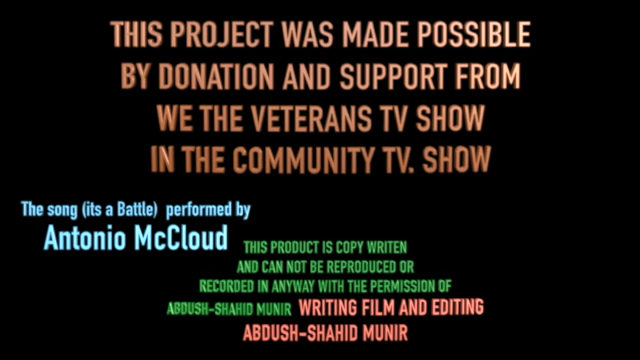 THIS PROJECT WAS MADE POSSIBLE
BY DONATION AND SUPPORT FROM
WE THE VETERANS TV SHOW
IN THE COMMUNITY TV. SHOW
The song (its a Battle) performed by
Antonio McCloud
THIS PRODUCT IS COPY WRITEN
AND CAN NOT BE REPRODUCED OR
RECORDED IN ANYWAY WITH THE PERMISSION OF
ABDUSH-SHAHID MUNIR WRITING FILM AND EDITING
ABDUSH-SHAHID MUNIR